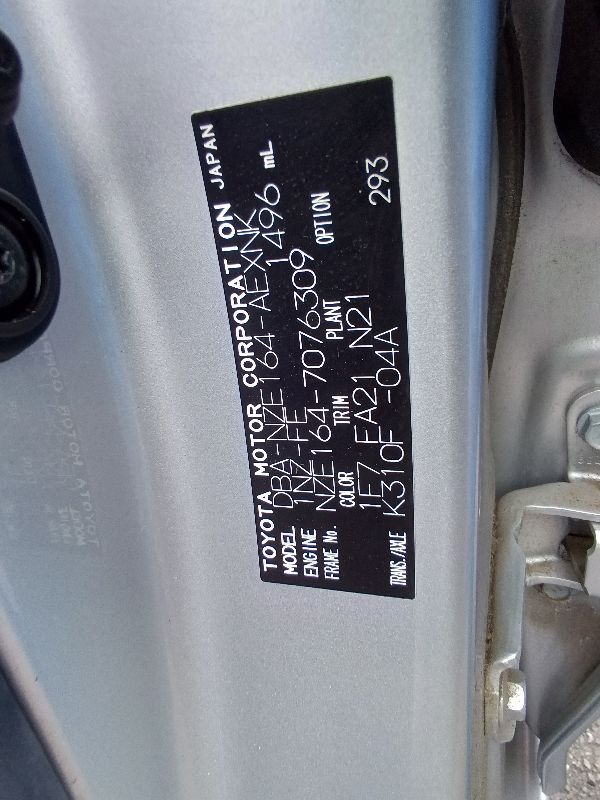 TOYOTA MOTOR CORPORATION JAPAN
MODEL DBA-NZE164-AEXNK
ENGINE 1NZ-FE 1496 mL
FRAME No. NZE164-7076309
COLOR TRIM PLANT OPTION
1F7 EA21 N21
TRANS./AXLE K310F -04A 293